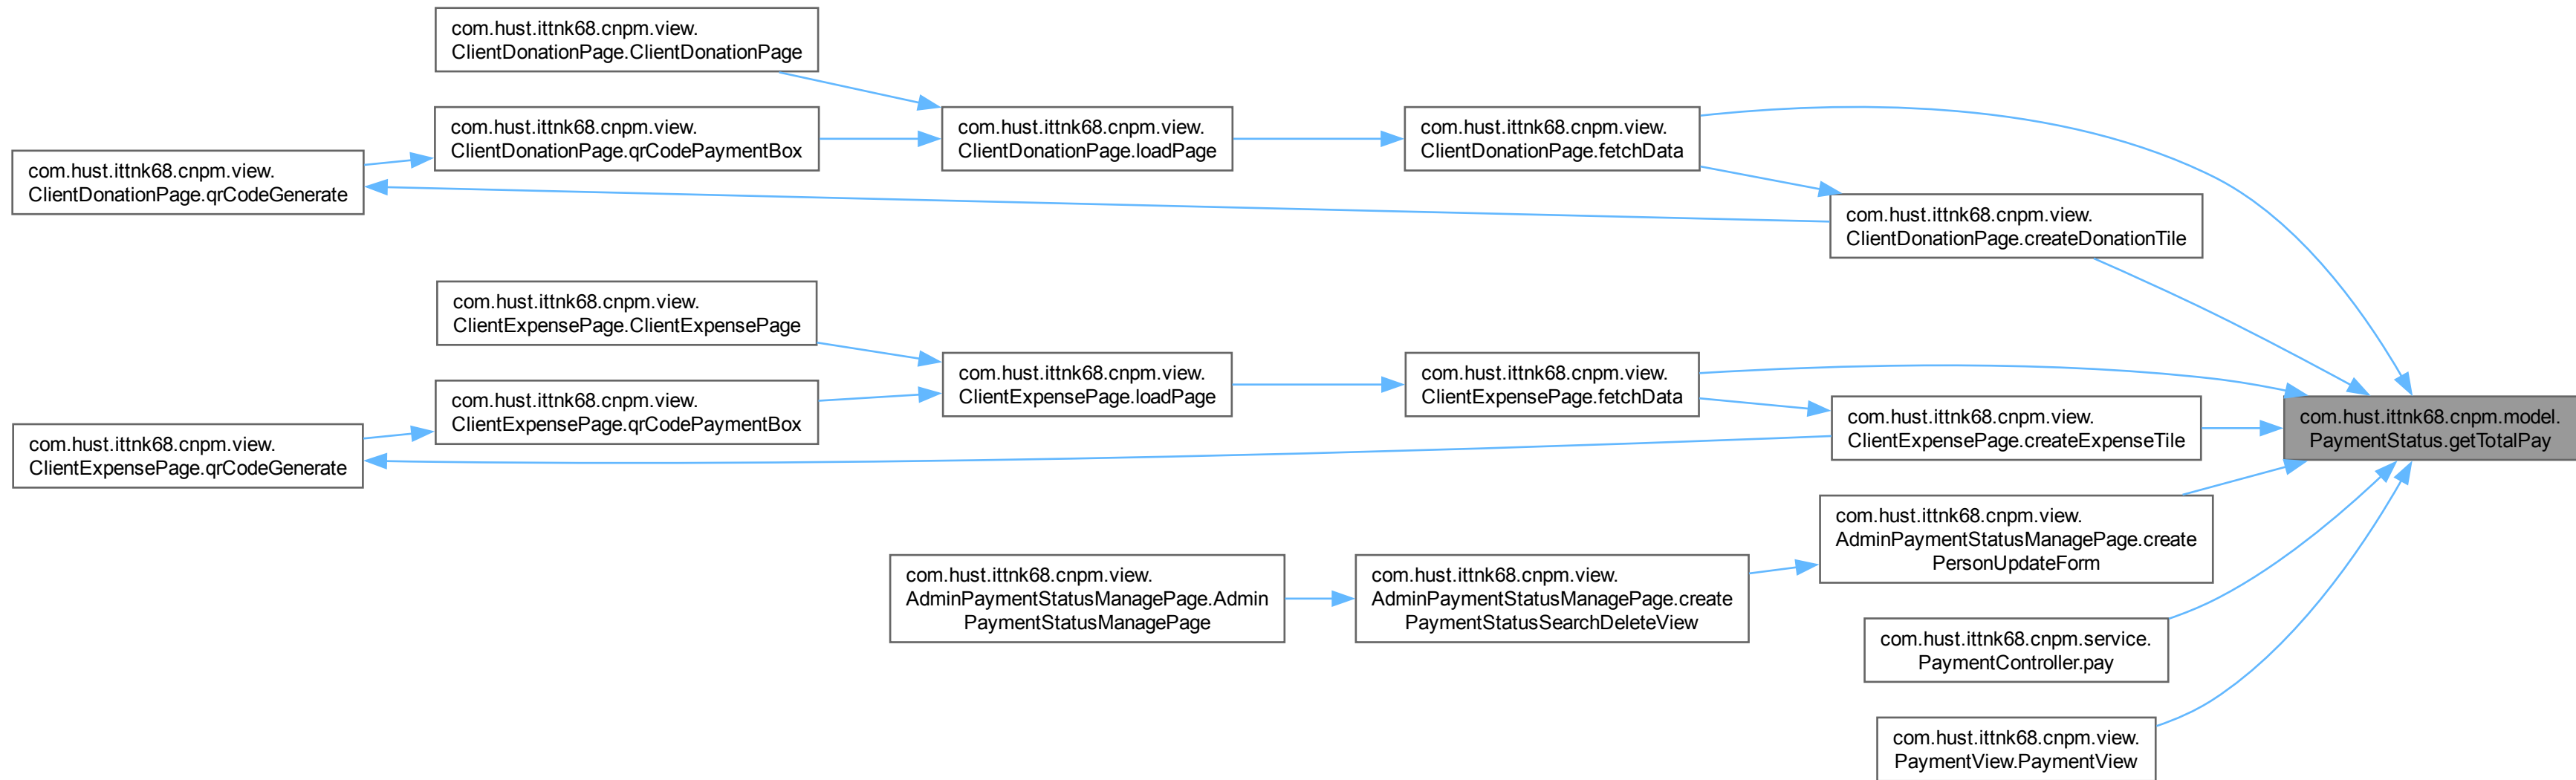 com.hust.ittnk68.cnpm.view.
ClientDonationPage.ClientDonationPage
com.hust.ittnk68.cnpm.view.
ClientDonationPage.qrCodePaymentBox
com.hust.ittnk68.cnpm.view.
ClientDonationPage.loadPage
com.hust.ittnk68.cnpm.view.
ClientDonationPage.fetchData
com.hust.ittnk68.cnpm.view.
ClientDonationPage.qrCodeGenerate
com.hust.ittnk68.cnpm.view.
ClientDonationPage.createDonationTile
com.hust.ittnk68.cnpm.view.
ClientExpensePage.ClientExpensePage
com.hust.ittnk68.cnpm.view.
ClientExpensePage.qrCodePaymentBox
com.hust.ittnk68.cnpm.view.
ClientExpensePage.loadPage
com.hust.ittnk68.cnpm.view.
ClientExpensePage.fetchData
com.hust.ittnk68.cnpm.view.
ClientExpensePage.qrCodeGenerate
com.hust.ittnk68.cnpm.view.
ClientExpensePage.createExpenseTile
com.hust.ittnk68.cnpm.model.
PaymentStatus.getTotalPay
com.hust.ittnk68.cnpm.view.
AdminPaymentStatusManagePage.create
PersonUpdateForm
com.hust.ittnk68.cnpm.view.
AdminPaymentStatusManagePage.Admin
PaymentStatusManagePage
com.hust.ittnk68.cnpm.view.
AdminPaymentStatusManagePage.create
PaymentStatusSearchDeleteView
com.hust.ittnk68.cnpm.service.
PaymentController.pay
com.hust.ittnk68.cnpm.view.
PaymentView.PaymentView